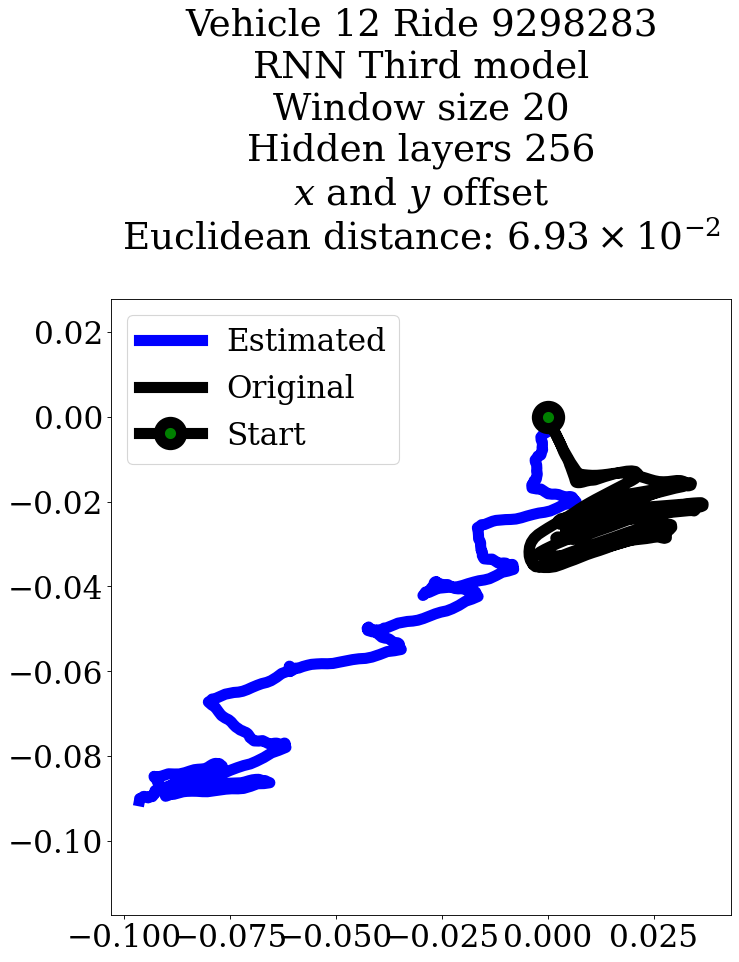 Vehicle 12 Ride 9298283
RNN Third model
Window size 20
Hidden layers 256
x and y offset
Euclidean distance: 6.93 × 10⁻²
Estimated
Original
Start
0.02
0.00
−0.02
−0.04
−0.06
−0.08
−0.10
−0.100 −0.075 −0.050 −0.025 0.000 0.025